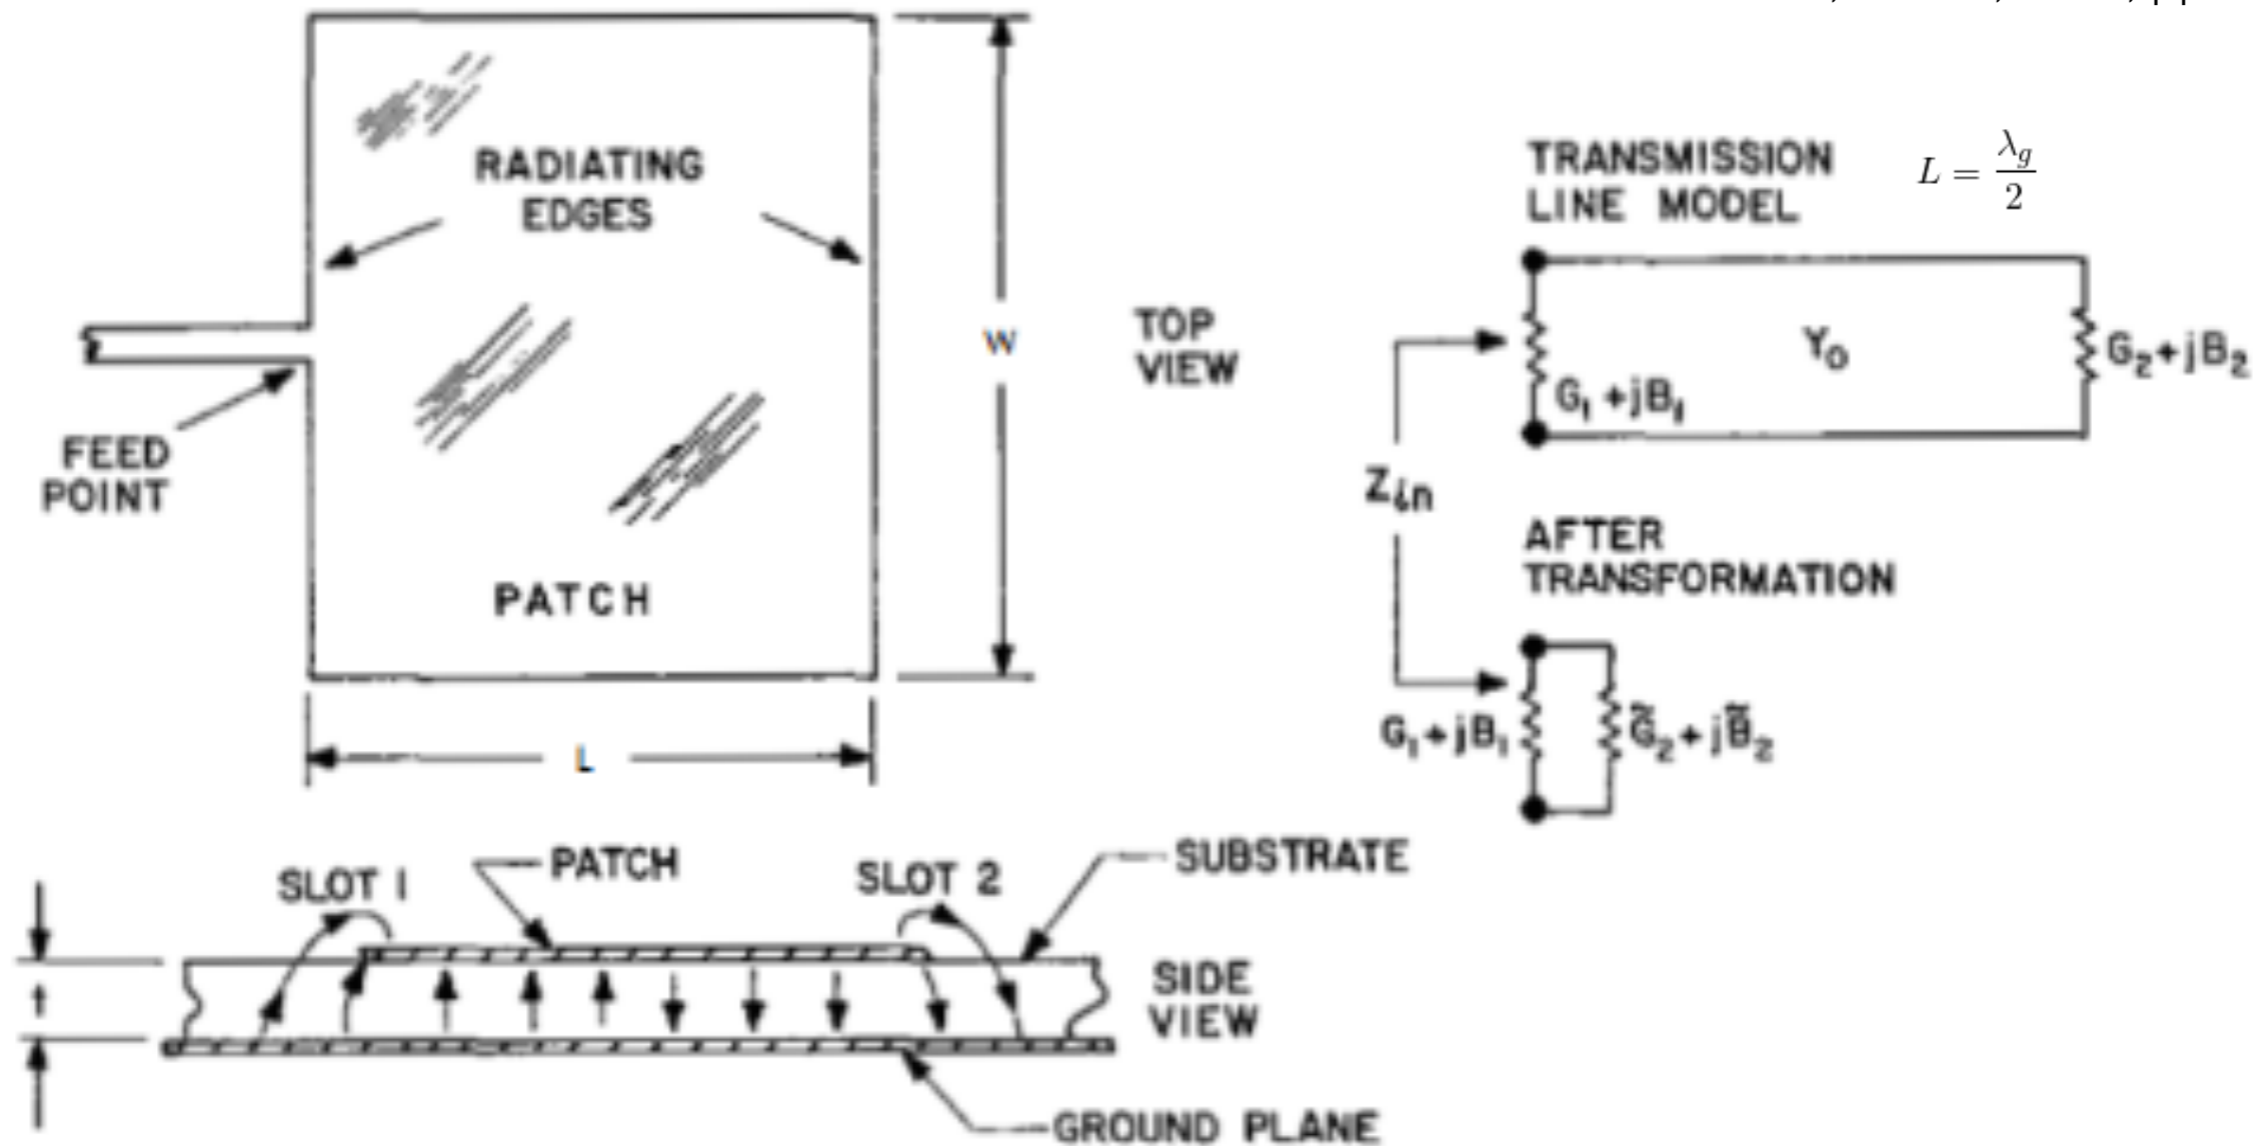 RADIATING
EDGES
W
TOP
VIEW
FEED
POINT
PATCH
L
TRANSMISSION
LINE MODEL
L = λg/2
Y₀
G₂+jB₂
G₁+jB₁
Zin
AFTER
TRANSFORMATION
G₁+jB₁
G̃₂+jB̃₂
SLOT 1
PATCH
SLOT 2
SUBSTRATE
t
SIDE
VIEW
GROUND PLANE